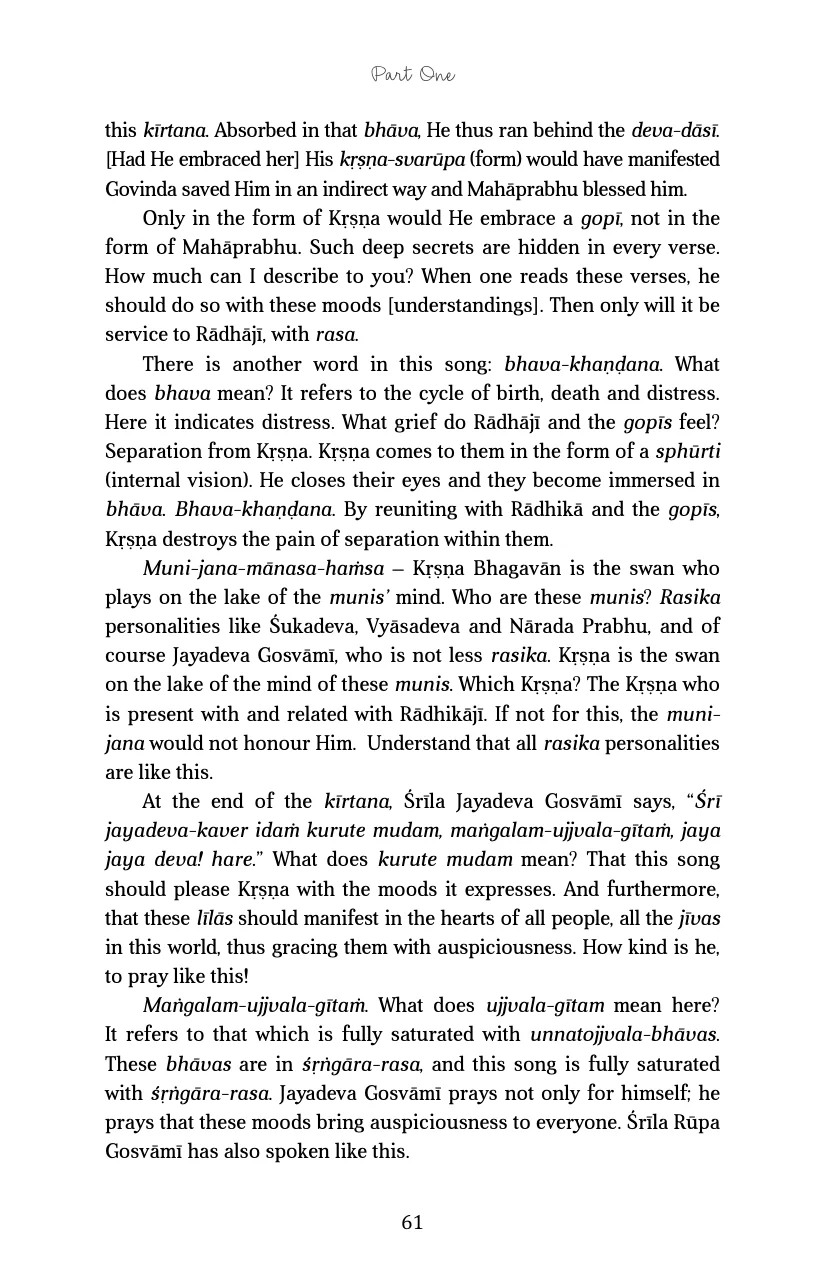 Part One
this kīrtana. Absorbed in that bhāva, He thus ran behind the deva-dāsī.
[Had He embraced her] His kṛṣṇa-svarūpa (form) would have manifested
Govinda saved Him in an indirect way and Mahāprabhu blessed him.
Only in the form of Kṛṣṇa would He embrace a gopī, not in the
form of Mahāprabhu. Such deep secrets are hidden in every verse.
How much can I describe to you? When one reads these verses, he
should do so with these moods [understandings]. Then only will it be
service to Rādhājī, with rasa.
There is another word in this song: bhava-khaṇḍana. What
does bhava mean? It refers to the cycle of birth, death and distress.
Here it indicates distress. What grief do Rādhājī and the gopīs feel?
Separation from Kṛṣṇa. Kṛṣṇa comes to them in the form of a sphūrti
(internal vision). He closes their eyes and they become immersed in
bhāva. Bhava-khaṇḍana. By reuniting with Rādhikā and the gopīs,
Kṛṣṇa destroys the pain of separation within them.
Muni-jana-mānasa-haṁsa – Kṛṣṇa Bhagavān is the swan who
plays on the lake of the munis’ mind. Who are these munis? Rasika
personalities like Śukadeva, Vyāsadeva and Nārada Prabhu, and of
course Jayadeva Gosvāmī, who is not less rasika. Kṛṣṇa is the swan
on the lake of the mind of these munis. Which Kṛṣṇa? The Kṛṣṇa who
is present with and related with Rādhikājī. If not for this, the muni-
jana would not honour Him. Understand that all rasika personalities
are like this.
At the end of the kīrtana, Śrīla Jayadeva Gosvāmī says, “Śrī
jayadeva-kaver idaṁ kurute mudam, maṅgalam-ujjvala-gītaṁ, jaya
jaya deva! hare.” What does kurute mudam mean? That this song
should please Kṛṣṇa with the moods it expresses. And furthermore,
that these līlās should manifest in the hearts of all people, all the jīvas
in this world, thus gracing them with auspiciousness. How kind is he,
to pray like this!
Maṅgalam-ujjvala-gītaṁ. What does ujjvala-gītam mean here?
It refers to that which is fully saturated with unnatojjvala-bhāvas.
These bhāvas are in śṛṅgāra-rasa, and this song is fully saturated
with śṛṅgāra-rasa. Jayadeva Gosvāmī prays not only for himself; he
prays that these moods bring auspiciousness to everyone. Śrīla Rūpa
Gosvāmī has also spoken like this.
61